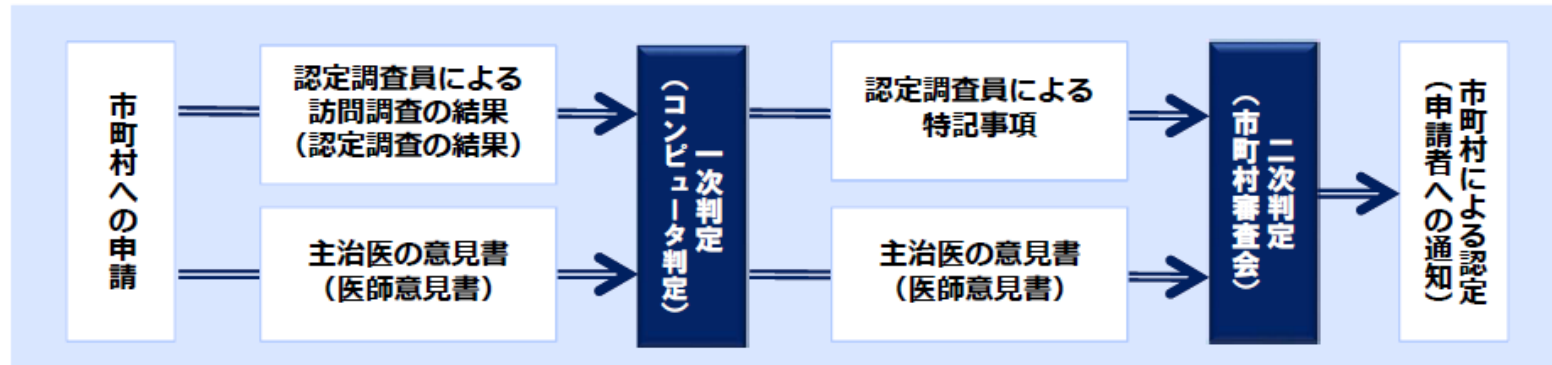 市町村への申請
認定調査員による
訪問調査の結果
（認定調査の結果）
主治医の意見書
（医師意見書）
一次判定
（コンピュータ判定）
認定調査員による
特記事項
主治医の意見書
（医師意見書）
二次判定
（市町村審査会）
市町村による認定
（申請者への通知）